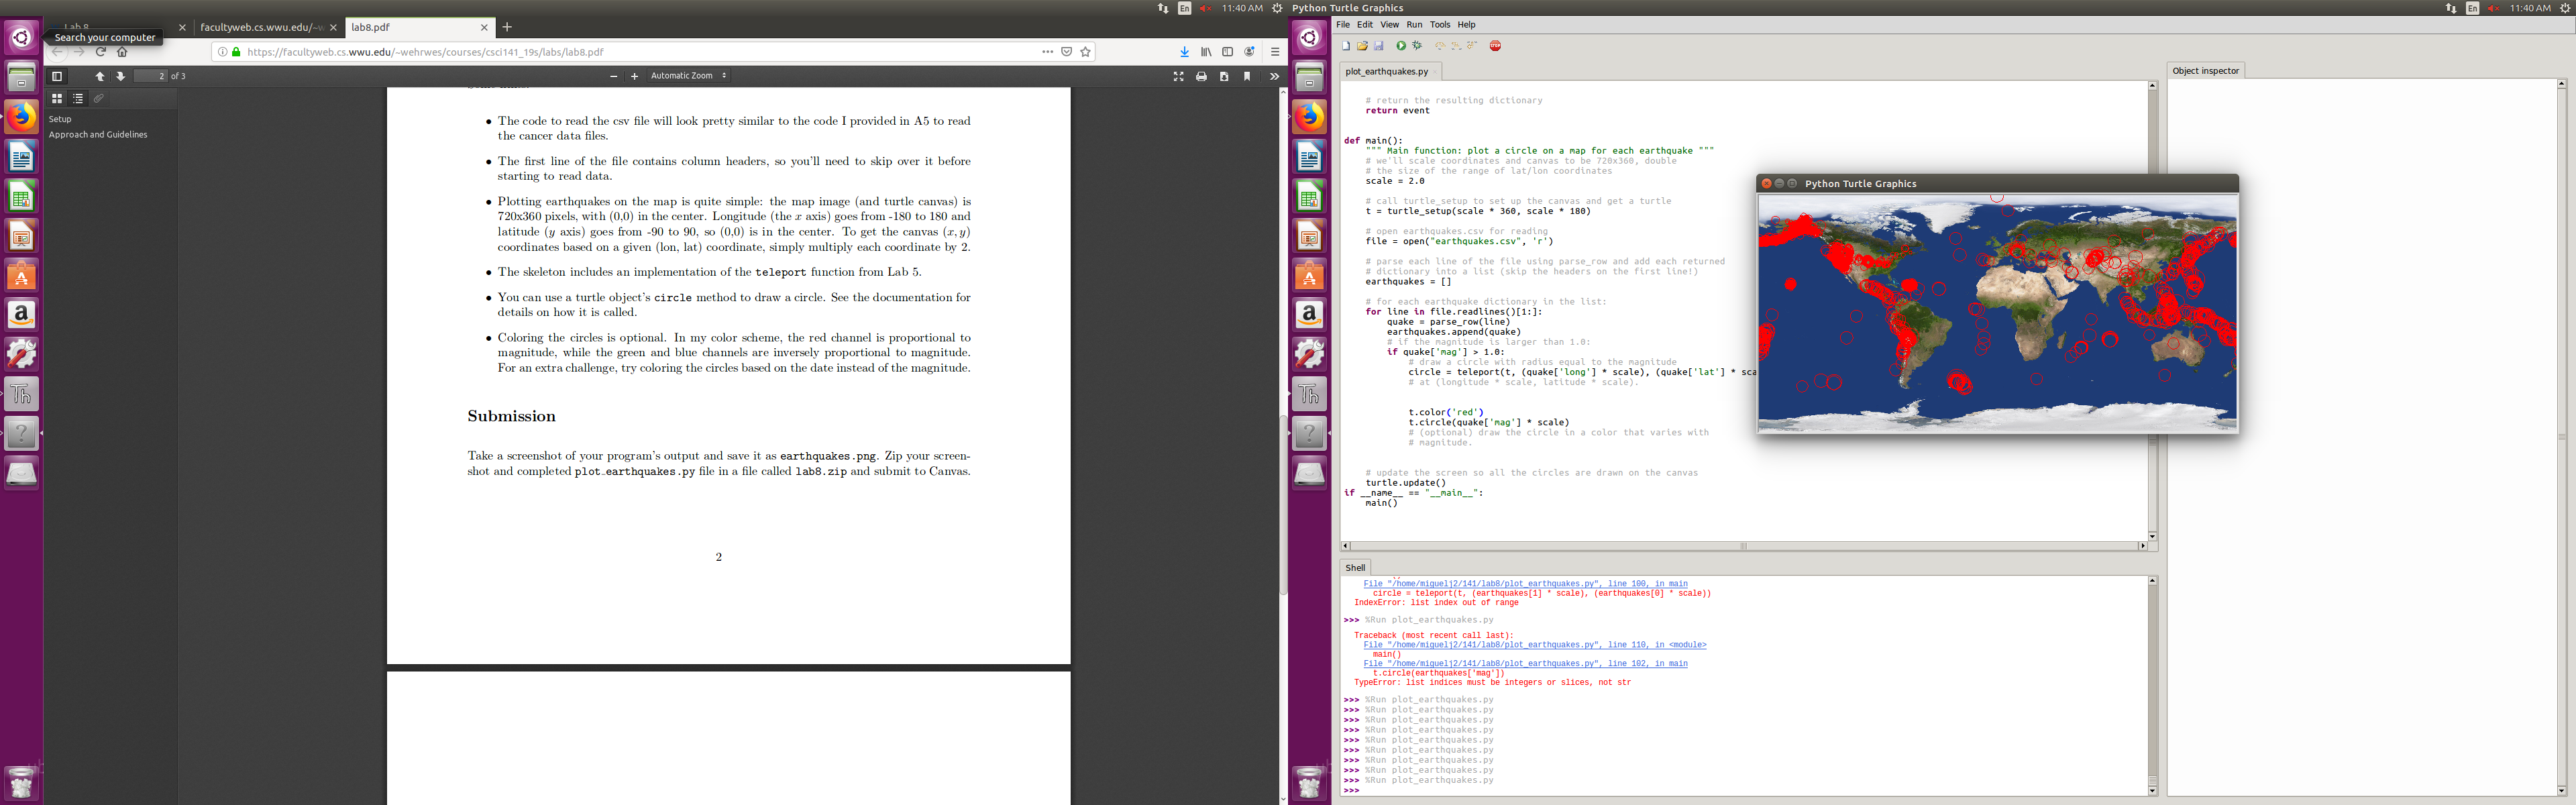 11:40 AM
En
Lab 8
facultyweb.cs.wwu.edu/~w
lab8.pdf
Search your computer
https://facultyweb.cs.wwu.edu/~wehrwes/courses/csci141_19s/labs/lab8.pdf
2 of 3
Automatic Zoom
Setup
Approach and Guidelines
• The code to read the csv file will look pretty similar to the code I provided in A5 to read
the cancer data files.
• The first line of the file contains column headers, so you'll need to skip over it before
starting to read data.
• Plotting earthquakes on the map is quite simple: the map image (and turtle canvas) is
720x360 pixels, with (0,0) in the center. Longitude (the x axis) goes from -180 to 180 and
latitude (y axis) goes from -90 to 90, so (0,0) is in the center. To get the canvas (x, y)
coordinates based on a given (lon, lat) coordinate, simply multiply each coordinate by 2.
• The skeleton includes an implementation of the teleport function from Lab 5.
• You can use a turtle object's circle method to draw a circle. See the documentation for
details on how it is called.
• Coloring the circles is optional. In my color scheme, the red channel is proportional to
magnitude, while the green and blue channels are inversely proportional to magnitude.
For an extra challenge, try coloring the circles based on the date instead of the magnitude.
Submission
Take a screenshot of your program's output and save it as earthquakes.png. Zip your screen-
shot and completed plot_earthquakes.py file in a file called lab8.zip and submit to Canvas.
2
Python Turtle Graphics
En
11:40 AM
File Edit View Run Tools Help
STOP
plot_earthquakes.py
Object inspector
# return the resulting dictionary
return event
def main():
""" Main function: plot a circle on a map for each earthquake """
# we'll scale coordinates and canvas to be 720x360, double
# the size of the range of lat/lon coordinates
scale = 2.0
# call turtle_setup to set up the canvas and get a turtle
t = turtle_setup(scale * 360, scale * 180)
# open earthquakes.csv for reading
file = open("earthquakes.csv", 'r')
# parse each line of the file using parse_row and add each returned
# dictionary into a list (skip the headers on the first line!)
earthquakes = []
# for each earthquake dictionary in the list:
for line in file.readlines()[1:]:
quake = parse_row(line)
earthquakes.append(quake)
# if the magnitude is larger than 1.0:
if quake['mag'] > 1.0:
# draw a circle with radius equal to the magnitude
circle = teleport(t, (quake['long'] * scale), (quake['lat'] * sca
# at (longitude * scale, latitude * scale).
t.color('red')
t.circle(quake['mag'] * scale)
# (optional) draw the circle in a color that varies with
# magnitude.
# update the screen so all the circles are drawn on the canvas
turtle.update()
if __name__ == "__main__":
main()
Python Turtle Graphics
Shell
File "/home/miguelj2/141/lab8/plot_earthquakes.py", line 100, in main
circle = teleport(t, (earthquakes[1] * scale), (earthquakes[0] * scale))
IndexError: list index out of range
>>> %Run plot_earthquakes.py
Traceback (most recent call last):
File "/home/miguelj2/141/lab8/plot_earthquakes.py", line 110, in <module>
main()
File "/home/miguelj2/141/lab8/plot_earthquakes.py", line 102, in main
t.circle(earthquakes['mag'])
TypeError: list indices must be integers or slices, not str
>>> %Run plot_earthquakes.py
>>> %Run plot_earthquakes.py
>>> %Run plot_earthquakes.py
>>> %Run plot_earthquakes.py
>>> %Run plot_earthquakes.py
>>> %Run plot_earthquakes.py
>>> %Run plot_earthquakes.py
>>> %Run plot_earthquakes.py
>>> %Run plot_earthquakes.py
>>>